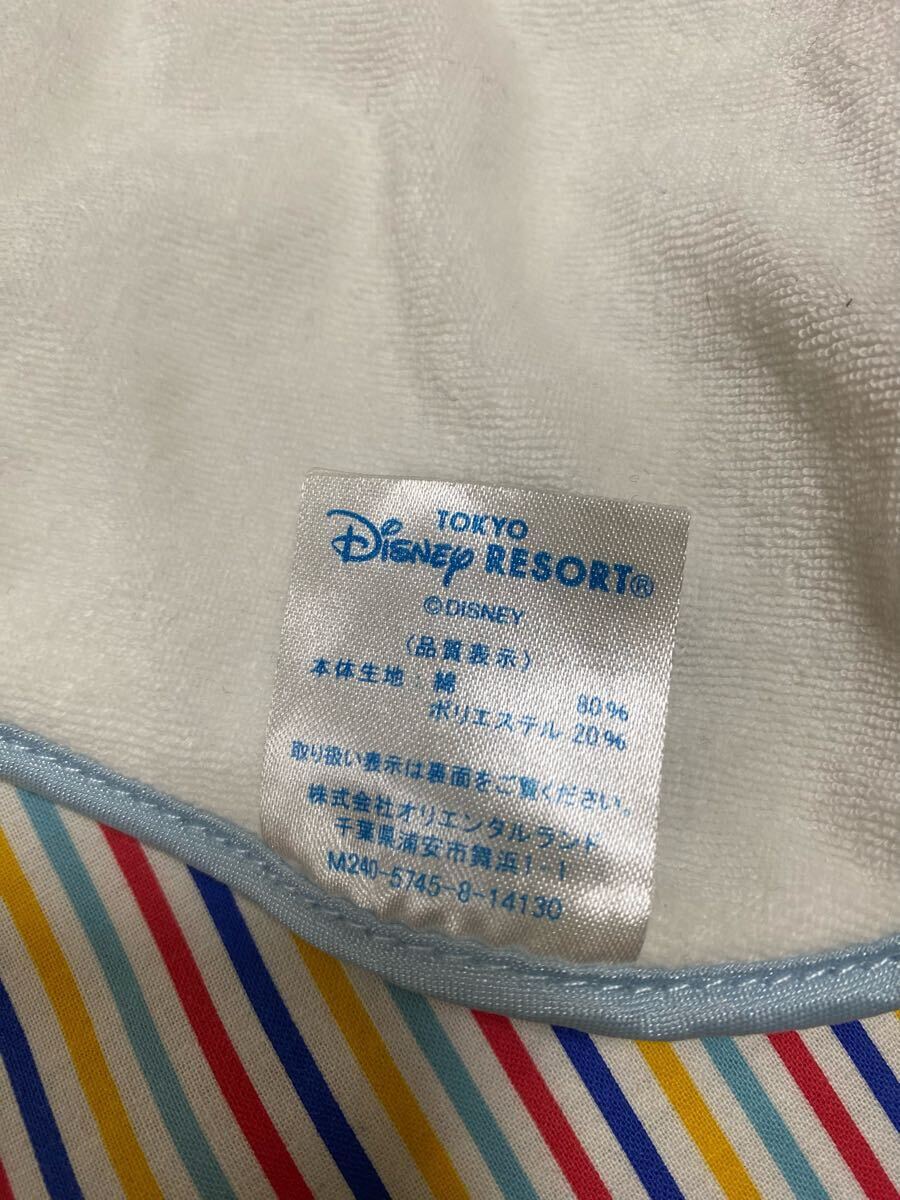 TOKYO
Disney RESORT®
©DISNEY
(品質表示)
本体生地:綿 80%
ポリエステル 20%
取り扱い表示は裏面をご覧ください。
株式会社オリエンタルランド
千葉県浦安市舞浜1-1
M240-5745-8-14130